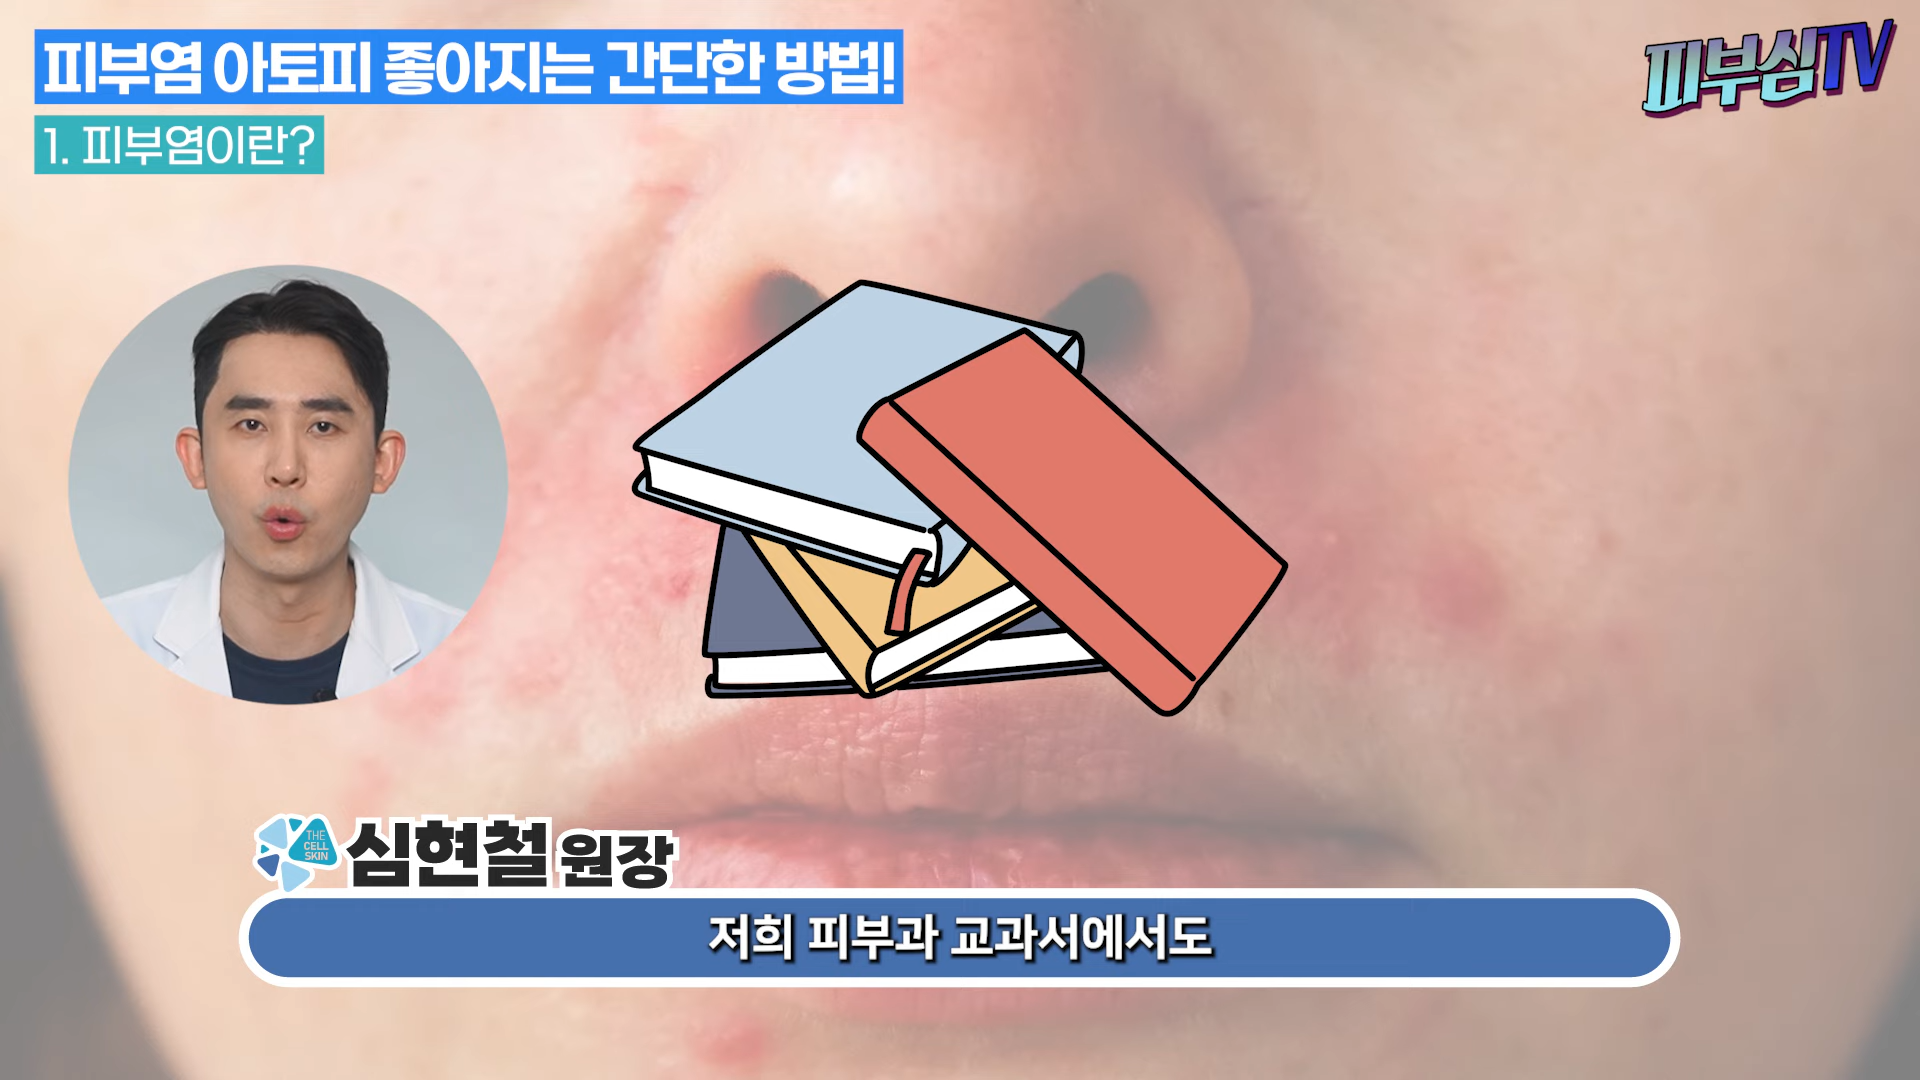 피부염 아토피 좋아지는 간단한 방법!
피부심TV
1. 피부염이란?
THE
CELL
SKIN
심현철 원장
저희 피부과 교과서에서도